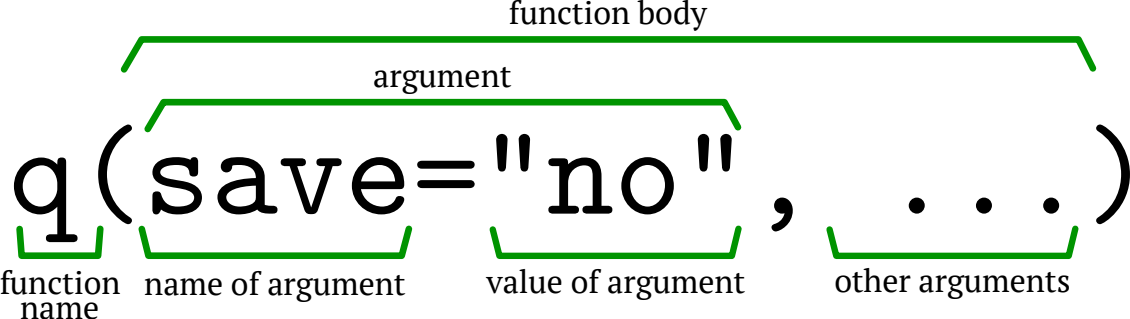 function body
argument
q(save="no", ...)
function
name
name of argument
value of argument
other arguments